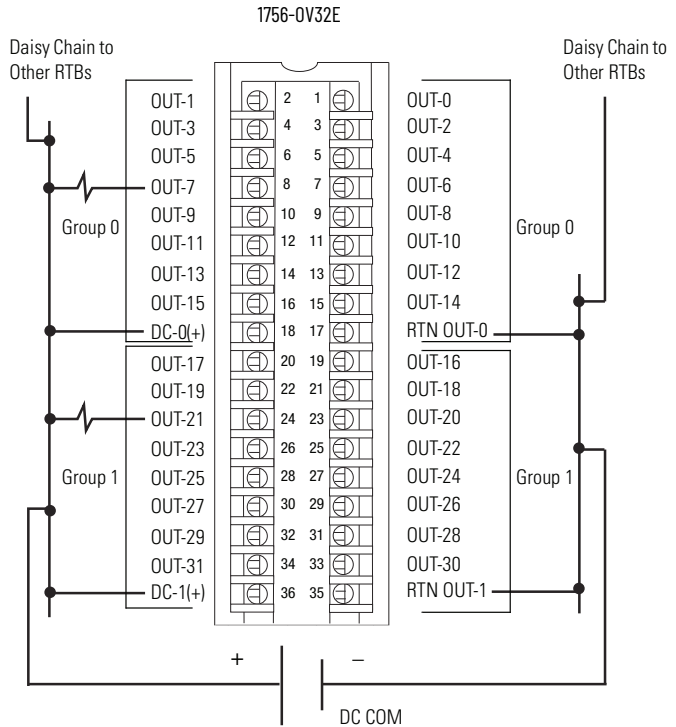 1756-OV32E
Daisy Chain to
Other RTBs
Daisy Chain to
Other RTBs
OUT-1 2 1 OUT-0
OUT-3 4 3 OUT-2
OUT-5 6 5 OUT-4
OUT-7 8 7 OUT-6
OUT-9 10 9 OUT-8
Group 0
Group 0
OUT-11 12 11 OUT-10
OUT-13 14 13 OUT-12
OUT-15 16 15 OUT-14
DC-0(+) 18 17 RTN OUT-0
OUT-17 20 19 OUT-16
OUT-19 22 21 OUT-18
OUT-21 24 23 OUT-20
OUT-23 26 25 OUT-22
Group 1
OUT-25 28 27 OUT-24
Group 1
OUT-27 30 29 OUT-26
OUT-29 32 31 OUT-28
OUT-31 34 33 OUT-30
DC-1(+) 36 35 RTN OUT-1
+ –
DC COM